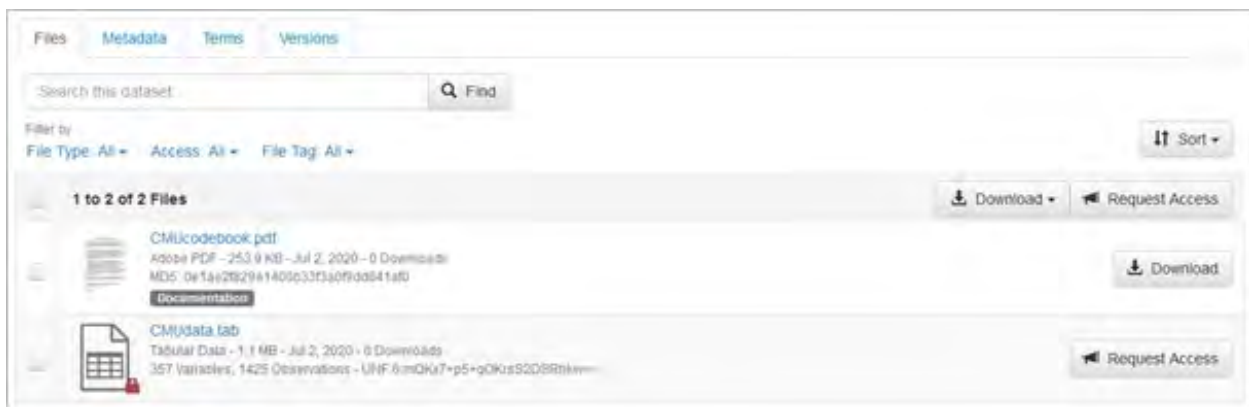 Files Metadata Terms Versions
Search this dataset... Find
Filter by
File Type: All Access: All File Tag: All Sort
1 to 2 of 2 Files Download Request Access
CMUcodebook.pdf
Adobe PDF - 253.9 KB - Jul 2, 2020 - 0 Downloads
MD5:
Download
Documentation
CMUdata.tab
Tabular Data - 1.1 MB - Jul 2, 2020 - 0 Downloads
357 Variables, 1425 Observations - UNF:6:
Request Access